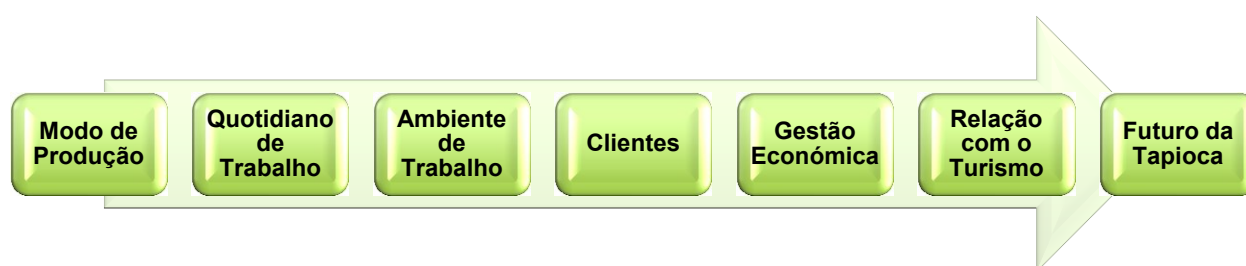 Modo de
Produção
Quotidiano
de
Trabalho
Ambiente
de
Trabalho
Clientes
Gestão
Económica
Relação
com o
Turismo
Futuro da
Tapioca